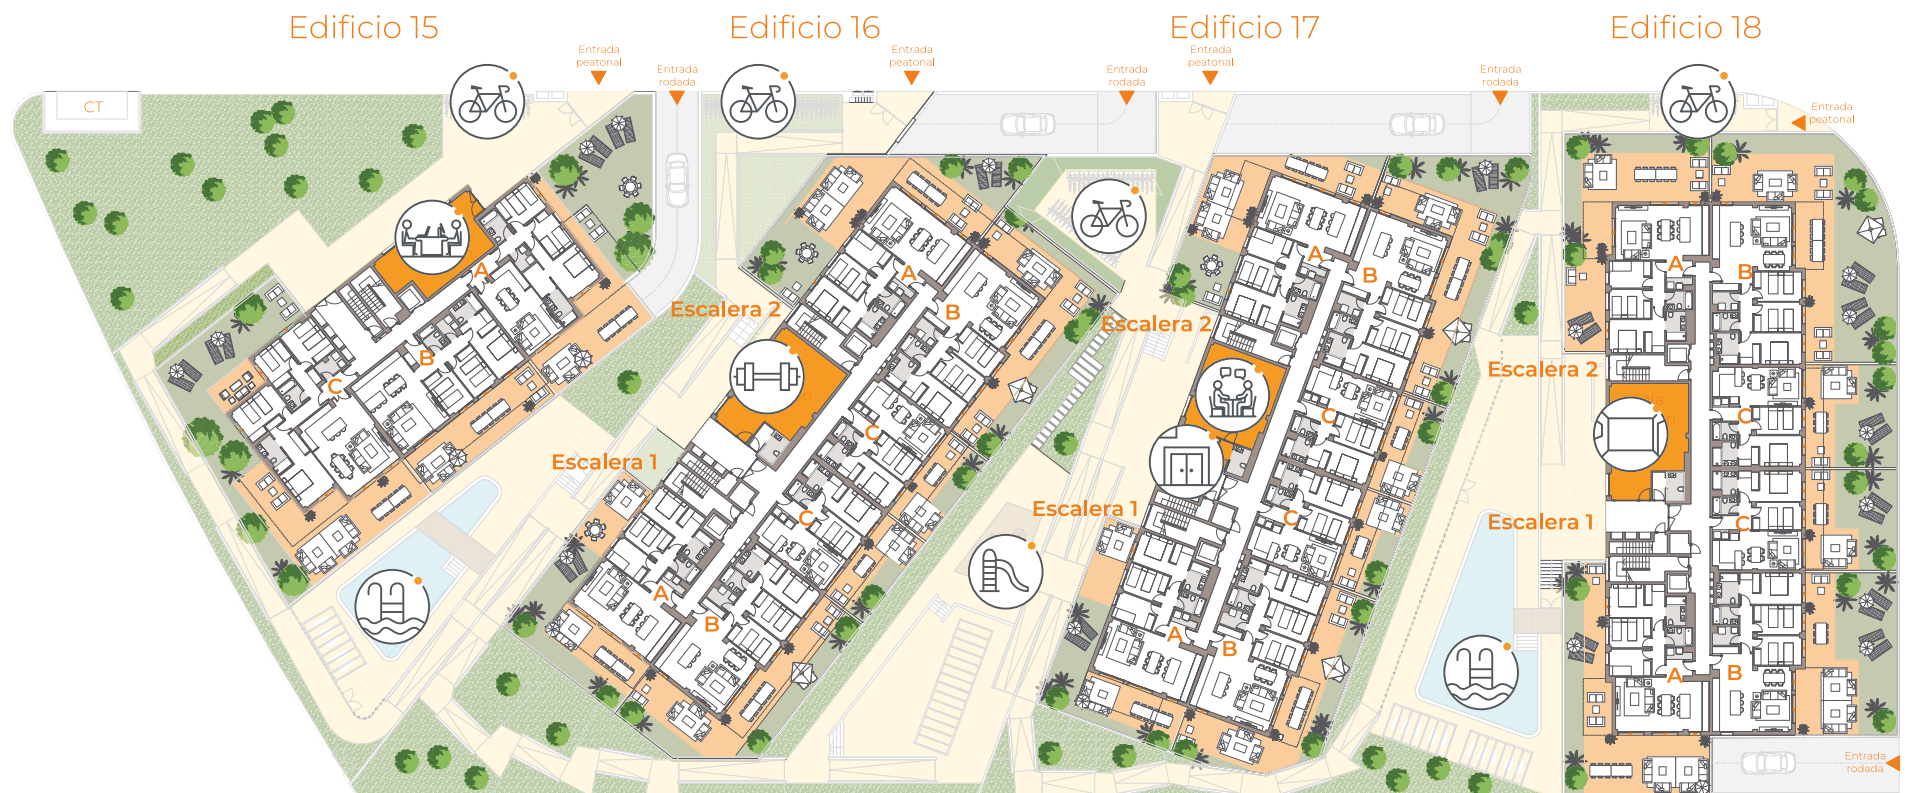 Edificio 15
Edificio 16
Edificio 17
Edificio 18
Entrada
peatonal
Entrada
rodada
Entrada
peatonal
Entrada
rodada
Entrada
peatonal
Entrada
rodada
Entrada
peatonal
CT
A
B
C
Escalera 2
A
B
C
Escalera 1
C
A
B
Escalera 2
A
B
C
Escalera 1
C
A
B
A
B
Escalera 2
C
Escalera 1
C
A
B
Entrada
rodada